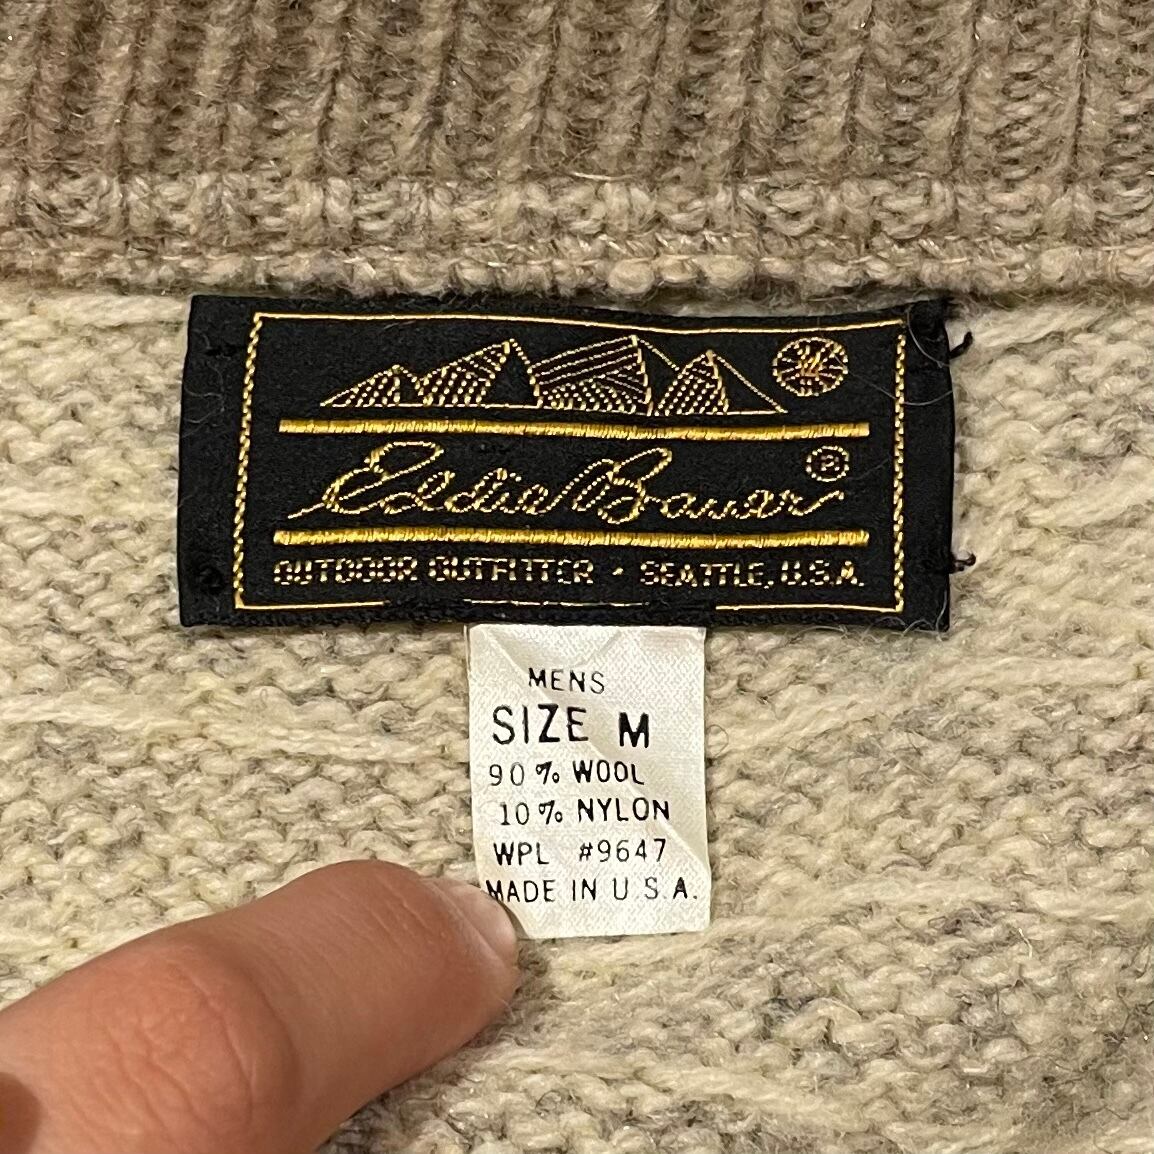 Eddie Bauer ®
OUTDOOR OUTFITTER · SEATTLE, U.S.A.
MENS
SIZE M
90% WOOL
10% NYLON
WPL #9647
MADE IN U.S.A.